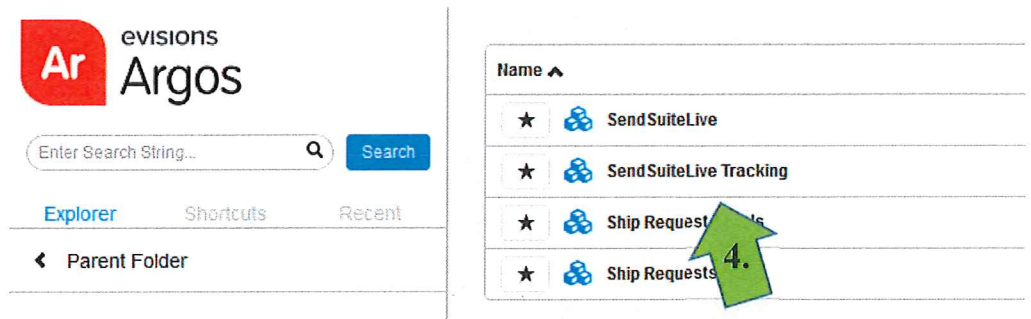 Ar
evisions
Argos
Enter Search String...
Search
Explorer Shortcuts Recent
Parent Folder
Name
SendSuiteLive
SendSuiteLive Tracking
Ship Request
Ship Requests
4.